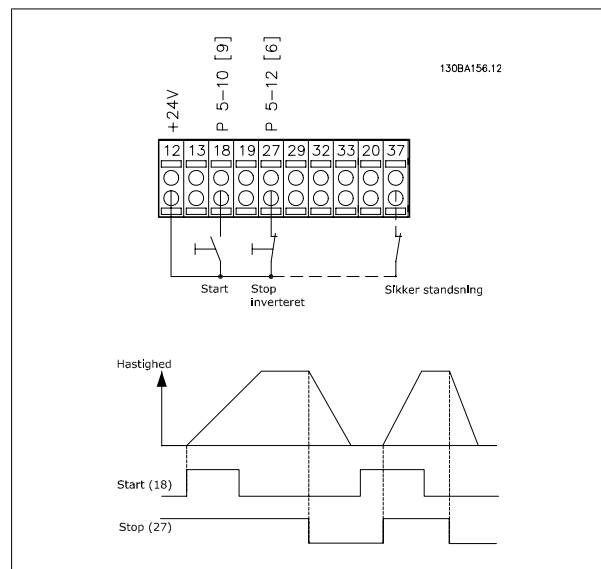 130BA156.12
+24V
P 5-10 [9]
P 5-12 [6]
12 13 18 19 27 29 32 33 20 37
Start
Stop
inverteret
Sikker standsning
Hastighed
Start (18)
Stop (27)